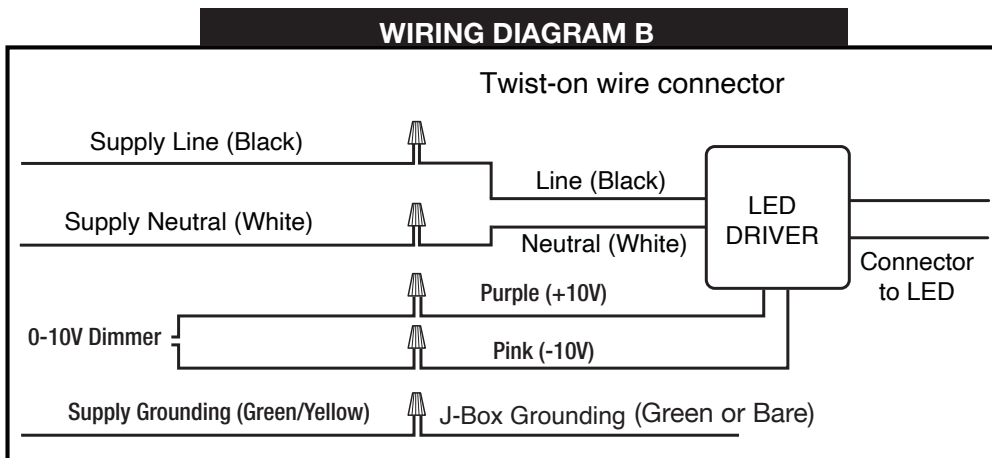 WIRING DIAGRAM B
Twist-on wire connector
Supply Line (Black)
Line (Black)
Supply Neutral (White)
Neutral (White)
LED
DRIVER
Connector
to LED
Purple (+10V)
0-10V Dimmer
Pink (-10V)
Supply Grounding (Green/Yellow)
J-Box Grounding (Green or Bare)